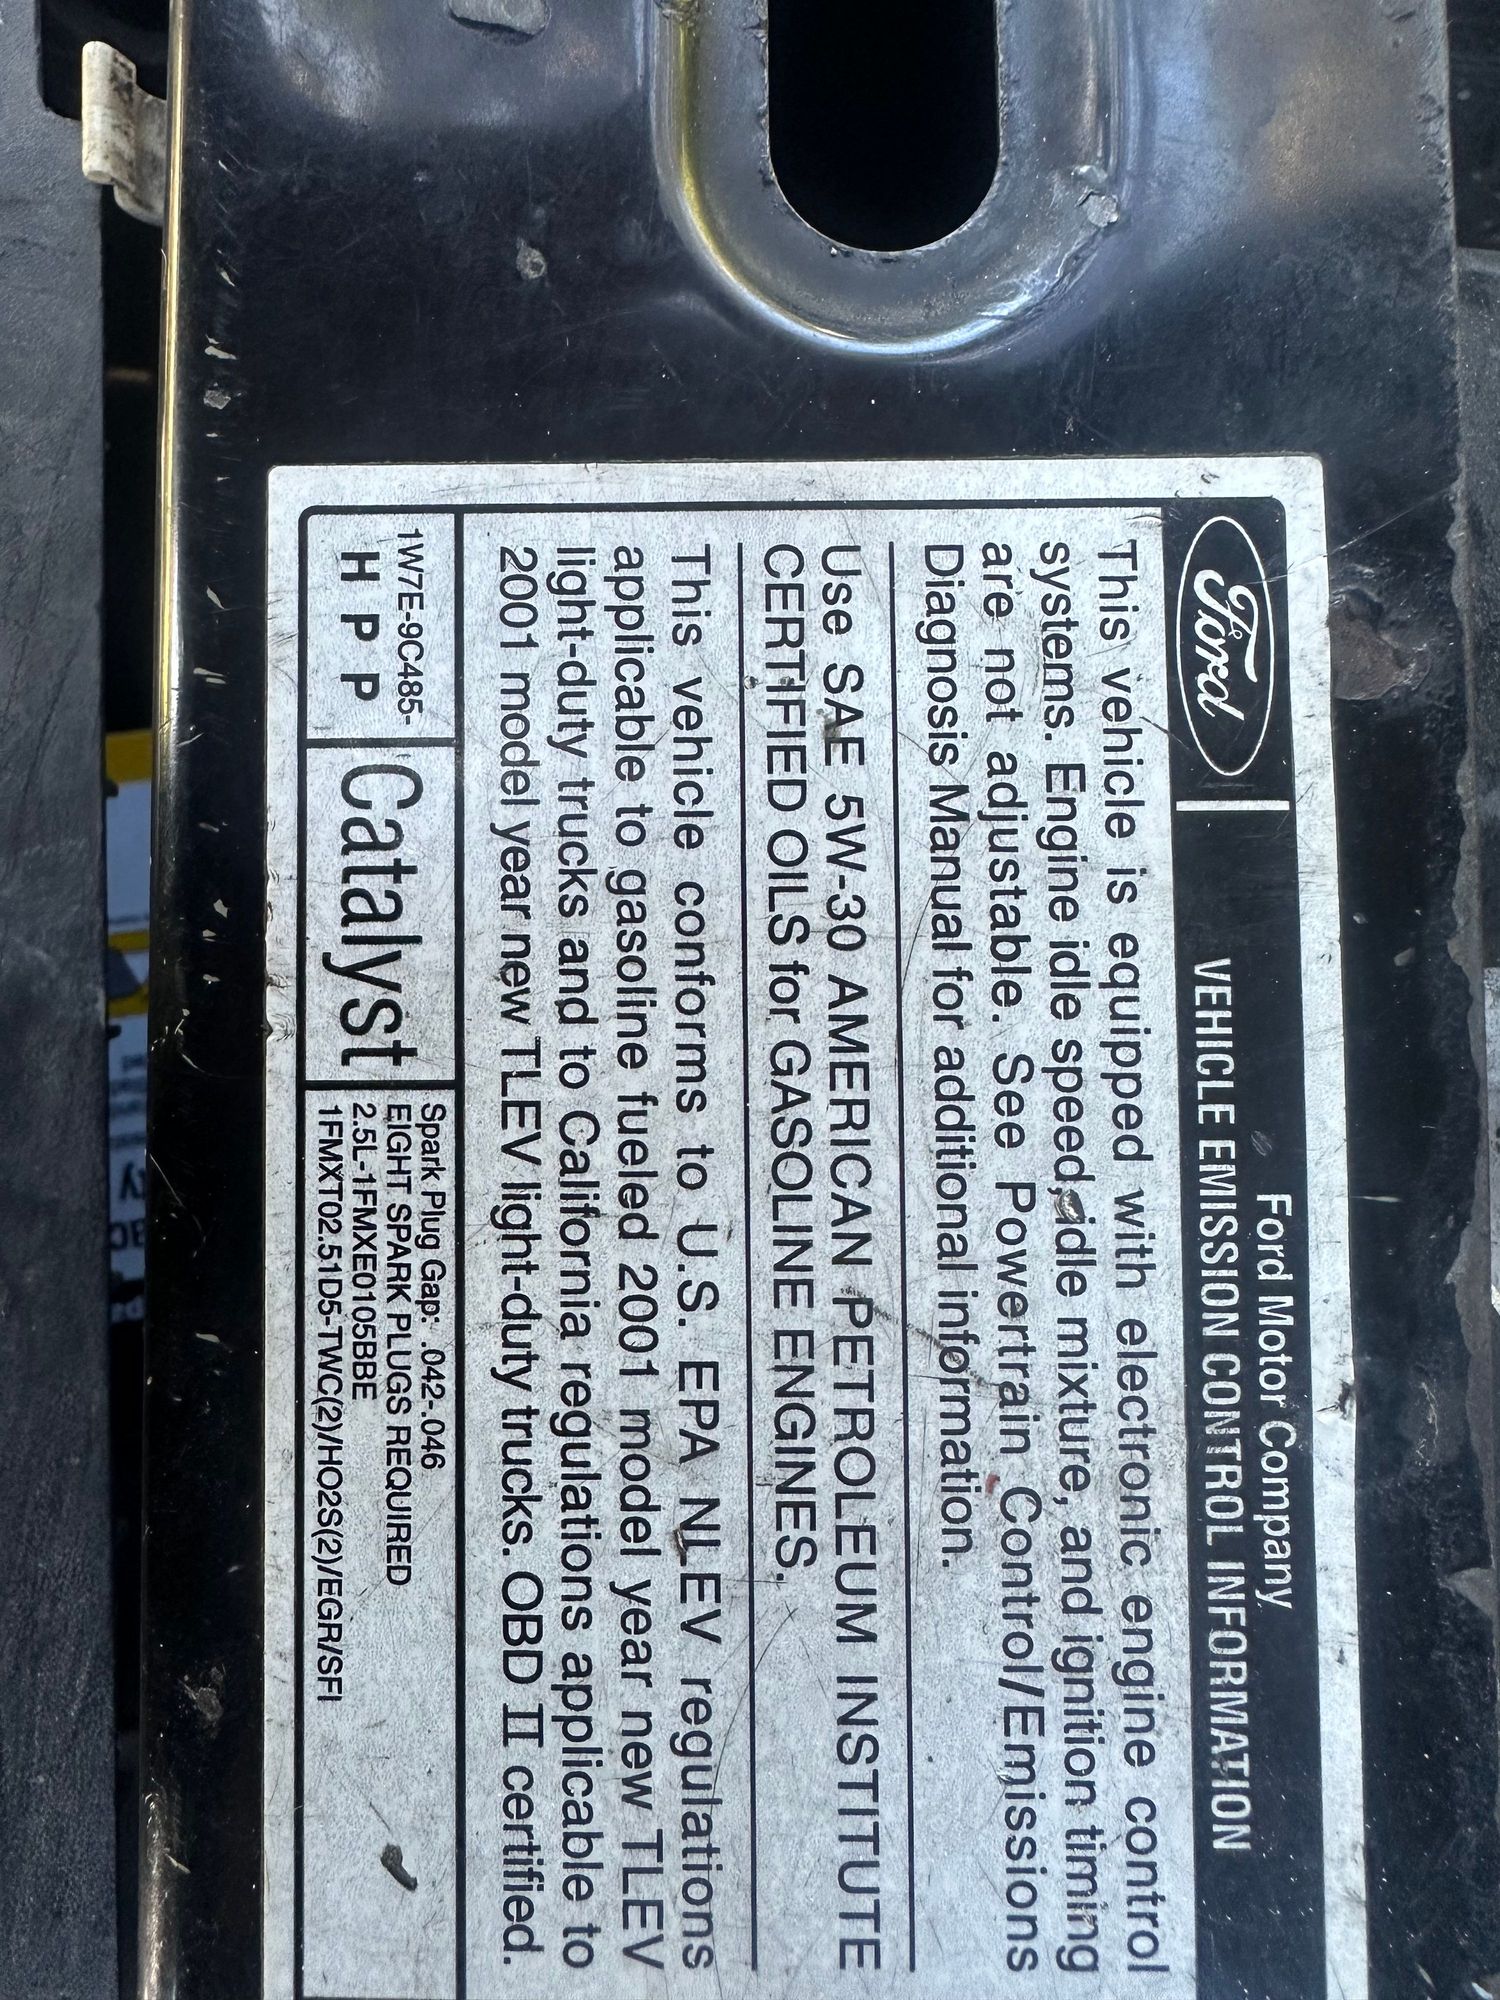 Ford
Ford Motor Company
VEHICLE EMISSION CONTROL INFORMATION
This vehicle is equipped with electronic engine control
systems. Engine idle speed, idle mixture, and ignition timing
are not adjustable. See Powertrain Control/Emissions
Diagnosis Manual for additional information.
Use SAE 5W-30 AMERICAN PETROLEUM INSTITUTE
CERTIFIED OILS for GASOLINE ENGINES.
This vehicle conforms to U.S. EPA NLEV regulations
applicable to gasoline fueled 2001 model year new TLEV
light-duty trucks and to California regulations applicable to
2001 model year new TLEV light-duty trucks. OBD II certified.
1W7E-9C485-
H P P
Catalyst
Spark Plug Gap: .042-.046
EIGHT SPARK PLUGS REQUIRED
2.5L-1FMXE0105BBE
1FMXT02.51D5-TWC(2)/HO2S(2)/EGR/SFI